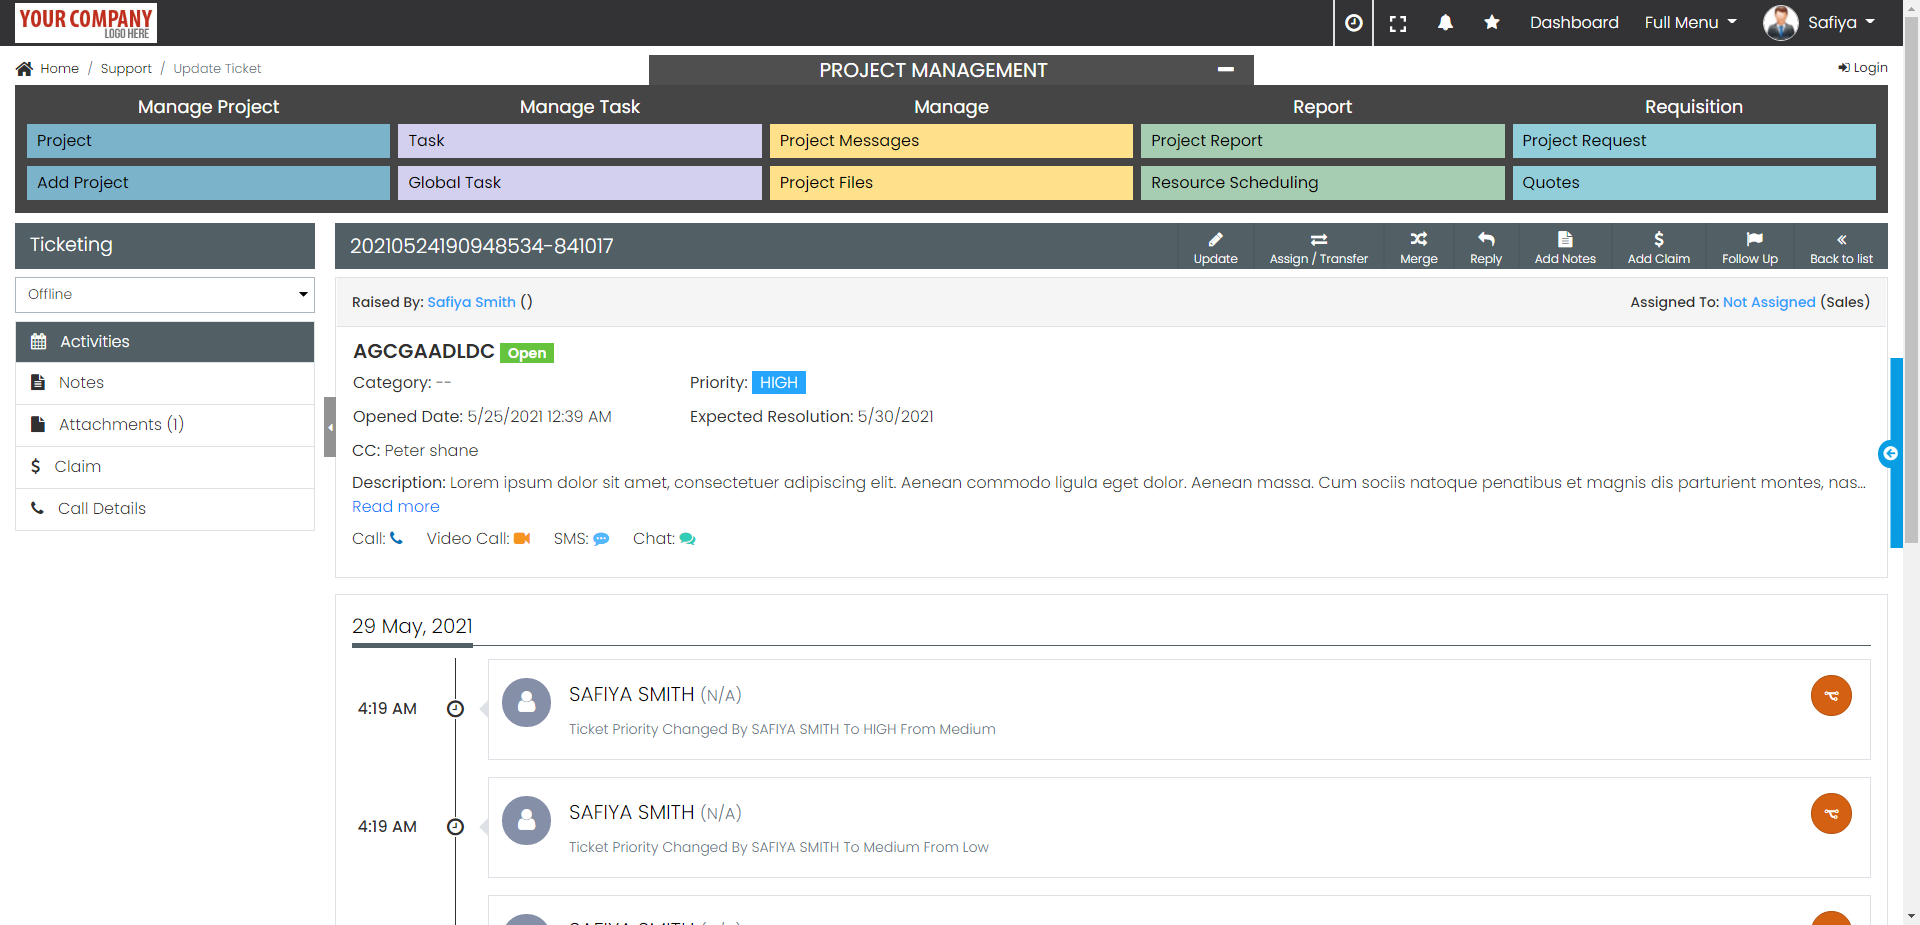 YOUR COMPANY
LOGO HERE
Dashboard
Full Menu
Safiya
Home / Support / Update Ticket
PROJECT MANAGEMENT
Login
Manage Project
Manage Task
Manage
Report
Requisition
Project
Task
Project Messages
Project Report
Project Request
Add Project
Global Task
Project Files
Resource Scheduling
Quotes
Ticketing
Offline
Activities
Notes
Attachments (1)
Claim
Call Details
20210524190948534-841017
Update
Assign / Transfer
Merge
Reply
Add Notes
Add Claim
Follow Up
Back to list
Raised By: Safiya Smith ()
Assigned To: Not Assigned (Sales)
AGCGAADLDC Open
Category: --
Priority: HIGH
Opened Date: 5/25/2021 12:39 AM
Expected Resolution: 5/30/2021
CC: Peter shane
Description: Lorem ipsum dolor sit amet, consectetuer adipiscing elit. Aenean commodo ligula eget dolor. Aenean massa. Cum sociis natoque penatibus et magnis dis parturient montes, nas...
Read more
Call: Video Call: SMS: Chat:
29 May, 2021
4:19 AM
SAFIYA SMITH (N/A)
Ticket Priority Changed By SAFIYA SMITH To HIGH From Medium
4:19 AM
SAFIYA SMITH (N/A)
Ticket Priority Changed By SAFIYA SMITH To Medium From Low